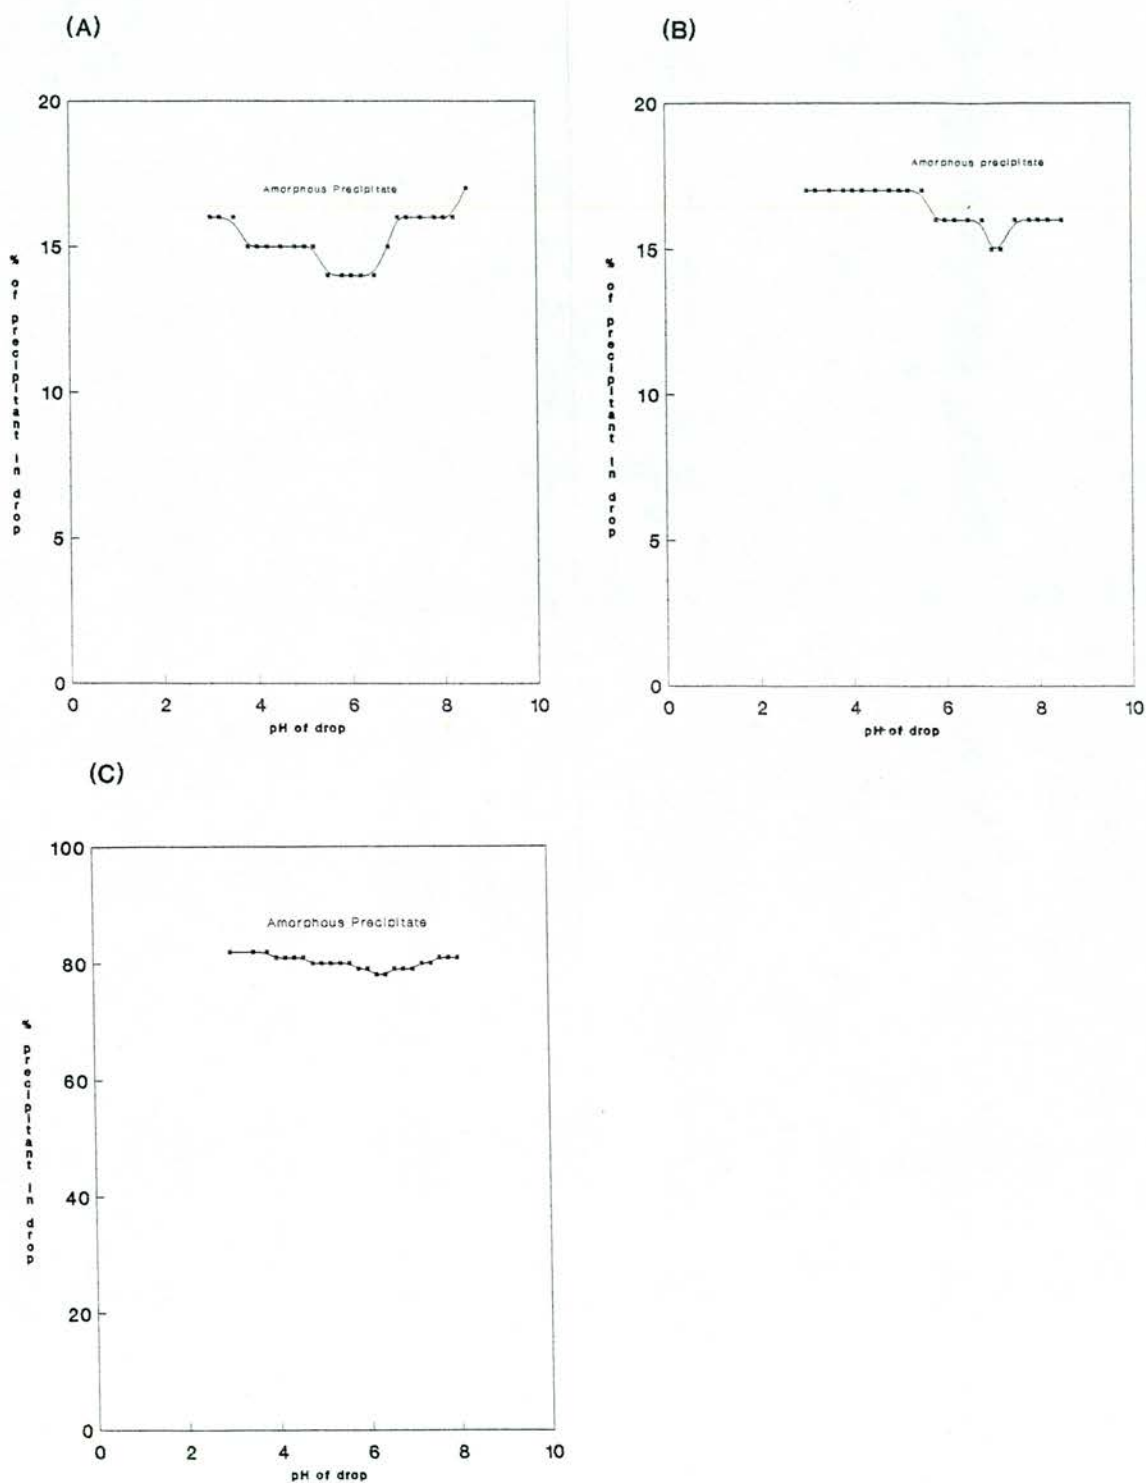 (A)
20
15
10
5
0
Amorphous Precipitate
% of precipitant in drop
0 2 4 6 8 10
pH of drop
(B)
20
15
10
5
0
Amorphous precipitate
% of precipitant in drop
0 2 4 6 8 10
pH of drop
(C)
100
80
60
40
20
0
Amorphous Precipitate
% precipitant in drop
0 2 4 6 8 10
pH of drop